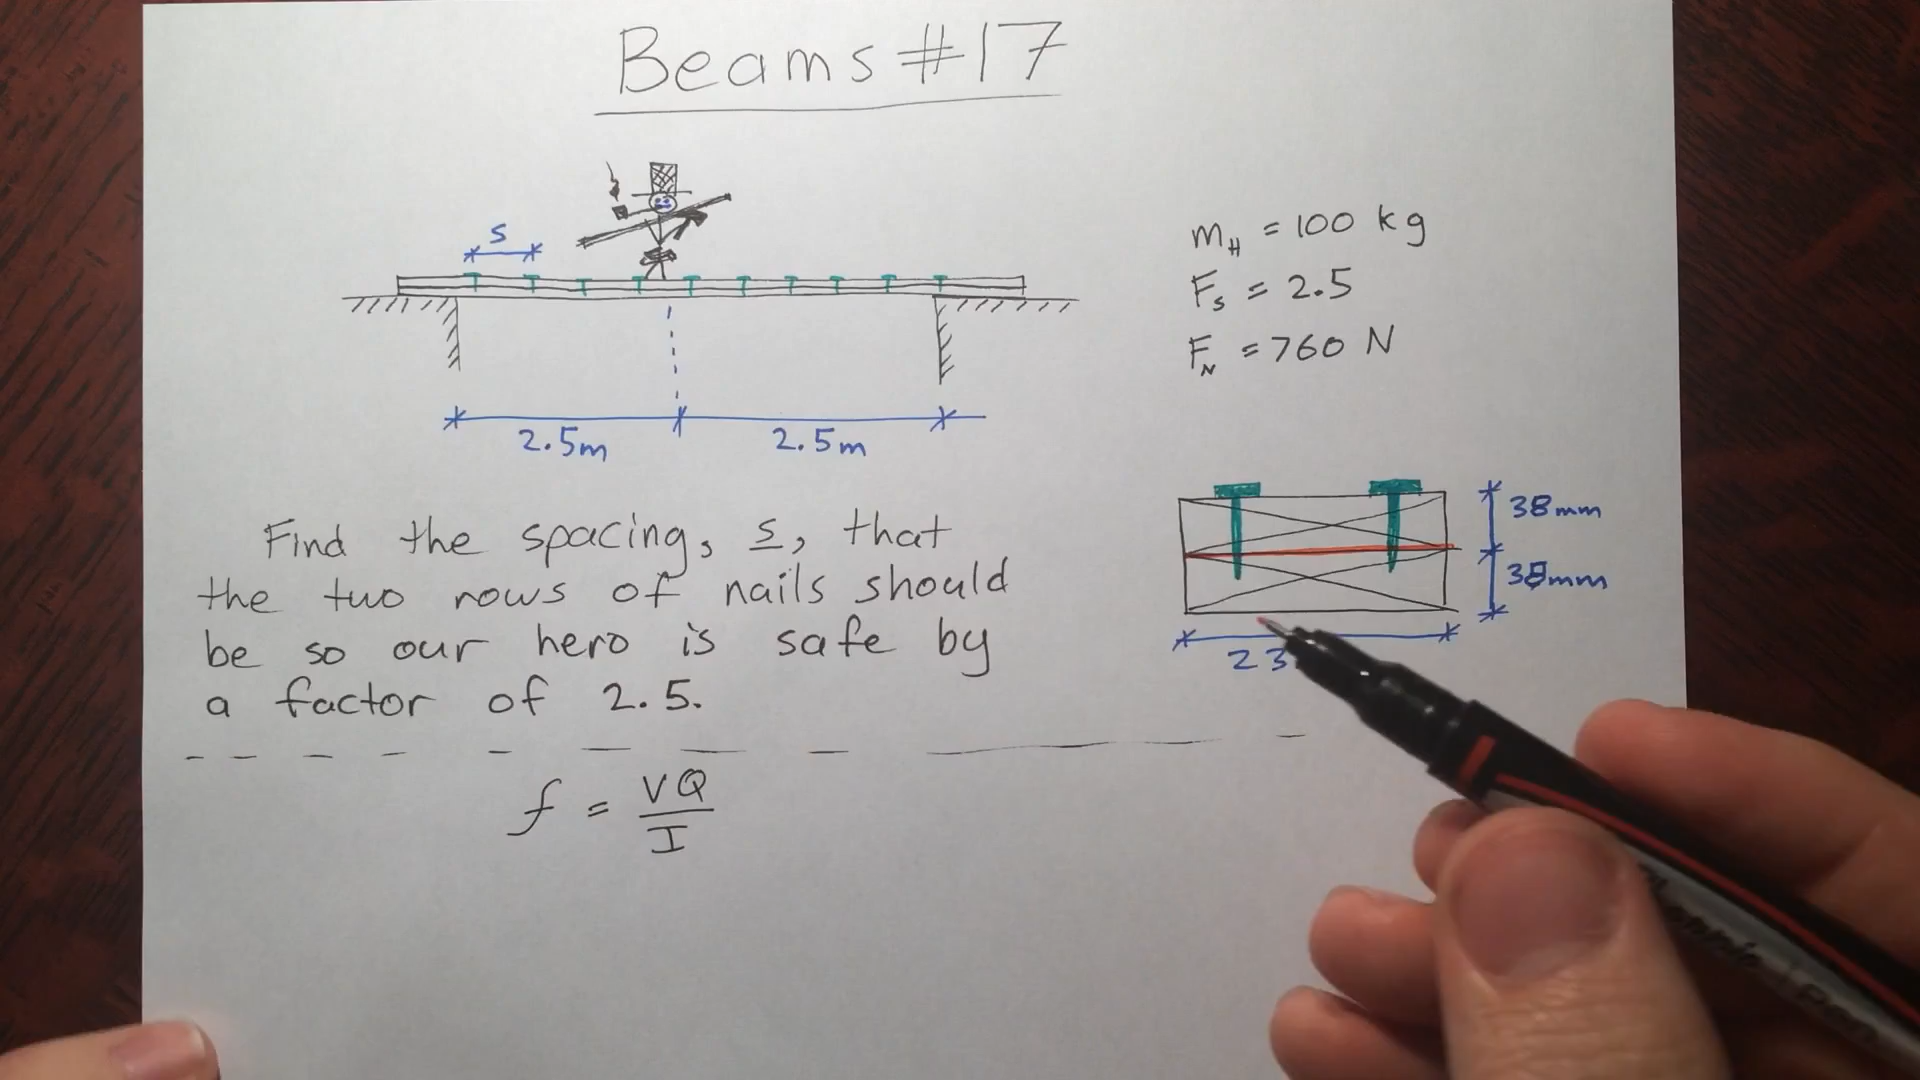 Beams #17
s
m_H = 100 kg
F_s = 2.5
F_N = 760 N
2.5m 2.5m
38mm
38mm
23
Find the spacing, s, that
the two rows of nails should
be so our hero is safe by
a factor of 2.5.
f = VQ
I